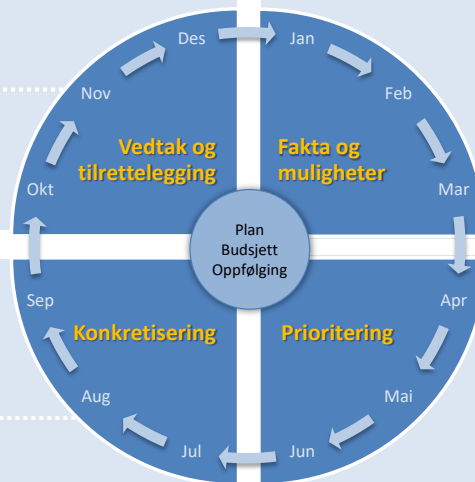 Des
Jan
Nov
Feb
Vedtak og
tilrettelegging
Fakta og
muligheter
Okt
Mar
Plan
Budsjett
Oppfølging
Sep
Apr
Konkretisering
Prioritering
Aug
Mai
Jul
Jun